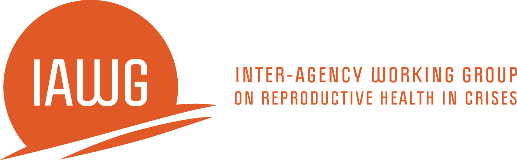 IAWG
INTER-AGENCY WORKING GROUP
ON REPRODUCTIVE HEALTH IN CRISES